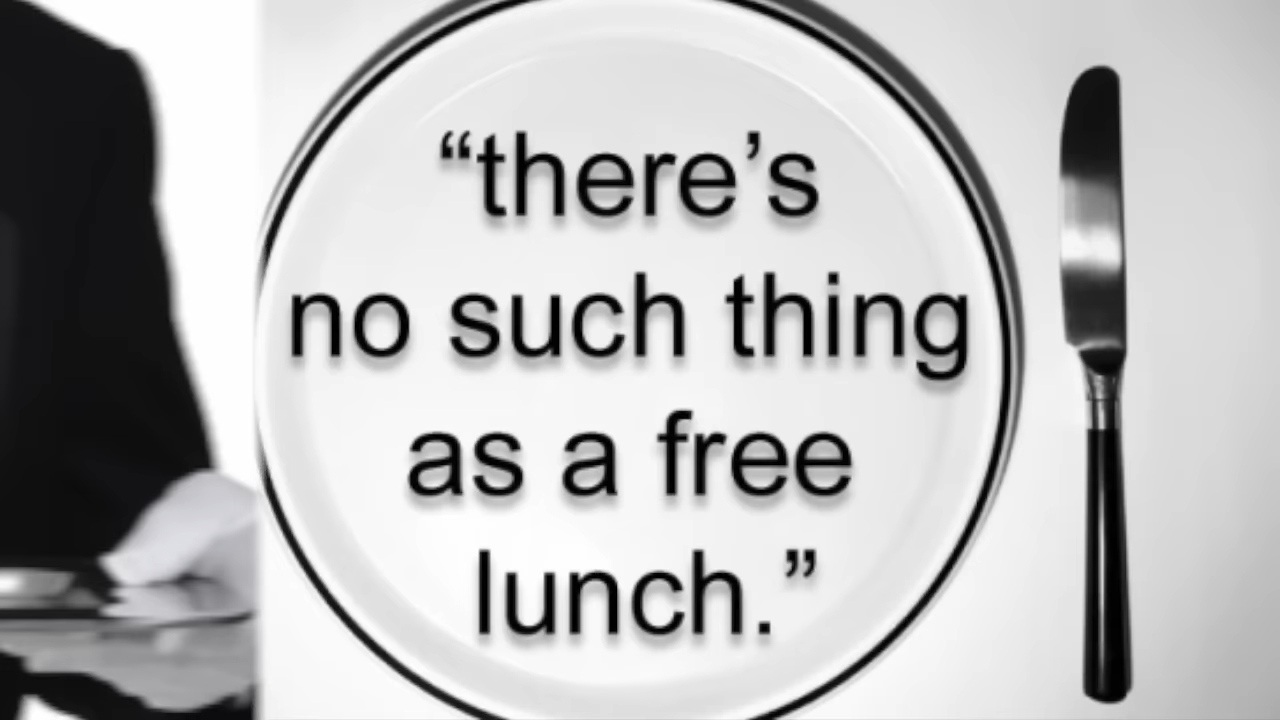 “there’s
no such thing
as a free
lunch.”